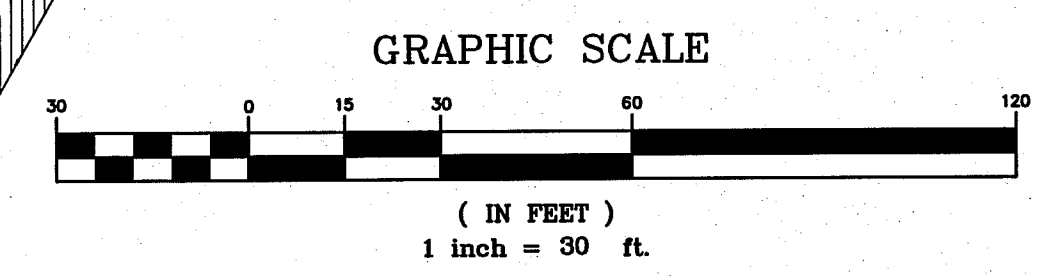 GRAPHIC SCALE
30 0 15 30 60 120
( IN FEET )
1 inch = 30 ft.